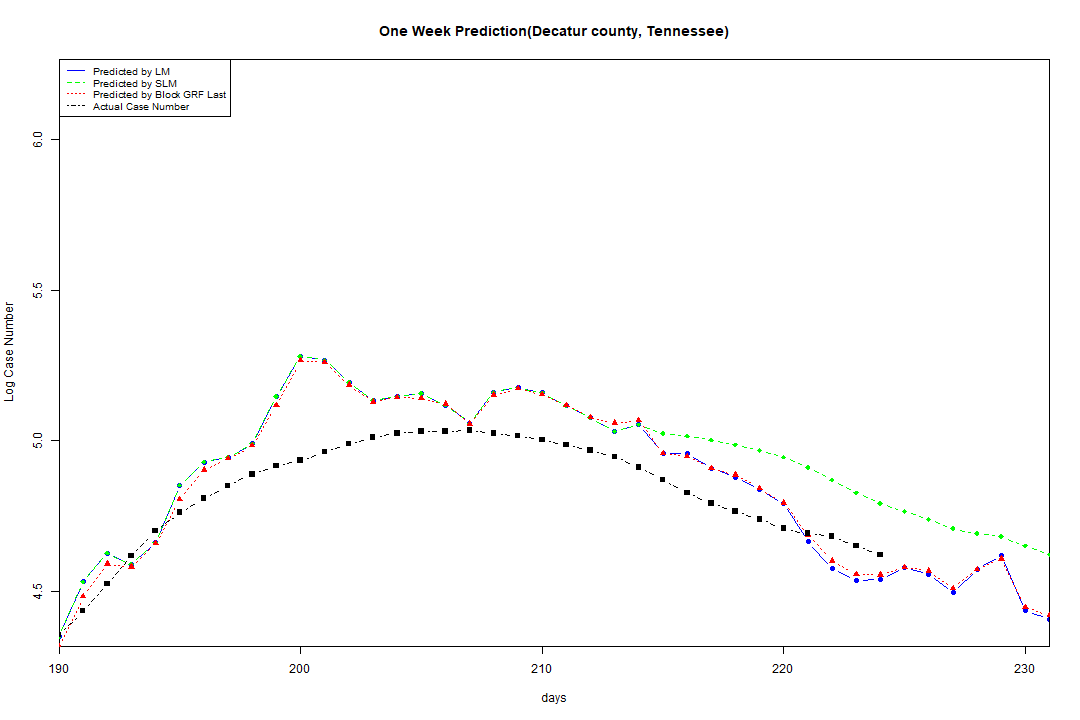 One Week Prediction(Decatur county, Tennessee)
Predicted by LM
Predicted by SLM
Predicted by Block GRF Last
Actual Case Number
6.0
5.5
5.0
4.5
Log Case Number
190 200 210 220 230
days